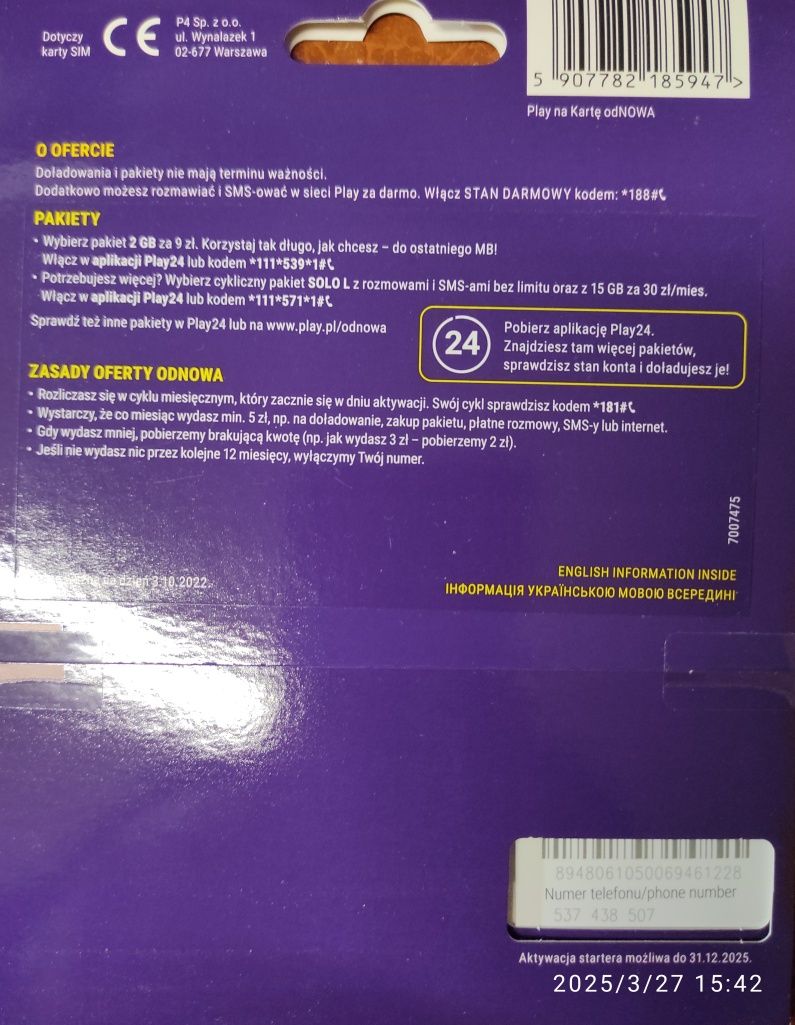 Dotyczy
karty SIM
CE
P4 Sp. z o.o.
ul. Wynalazek 1
02-677 Warszawa
5 907782 185947 >
Play na Kartę odNOWA
O OFERCIE
Doładowania i pakiety nie mają terminu ważności.
Dodatkowo możesz rozmawiać i SMS-ować w sieci Play za darmo. Włącz STAN DARMOWY kodem: *188#
PAKIETY
• Wybierz pakiet 2 GB za 9 zł. Korzystaj tak długo, jak chcesz – do ostatniego MB!
Włącz w aplikacji Play24 lub kodem *111*539*1#
• Potrzebujesz więcej? Wybierz cykliczny pakiet SOLO L z rozmowami i SMS-ami bez limitu oraz z 15 GB za 30 zł/mies.
Włącz w aplikacji Play24 lub kodem *111*571*1#
Sprawdź też inne pakiety w Play24 lub na www.play.pl/odnowa
24
Pobierz aplikację Play24.
Znajdziesz tam więcej pakietów,
sprawdzisz stan konta i doładujesz je!
ZASADY OFERTY ODNOWA
• Rozliczasz się w cyklu miesięcznym, który zacznie się w dniu aktywacji. Swój cykl sprawdzisz kodem *181#
• Wystarczy, że co miesiąc wydasz min. 5 zł, np. na doładowanie, zakup pakietu, płatne rozmowy, SMS-y lub internet.
• Gdy wydasz mniej, pobierzemy brakującą kwotę (np. jak wydasz 3 zł – pobierzemy 2 zł).
• Jeśli nie wydasz nic przez kolejne 12 miesięcy, wyłączymy Twój numer.
7007475
na dzień 3.10.2022.
ENGLISH INFORMATION INSIDE
ІНФОРМАЦІЯ УКРАЇНСЬКОЮ МОВОЮ ВСЕРЕДИНІ
8948061050069461228
Numer telefonu/phone number
537 438 507
Aktywacja startera możliwa do 31.12.2025.
2025/3/27 15:42